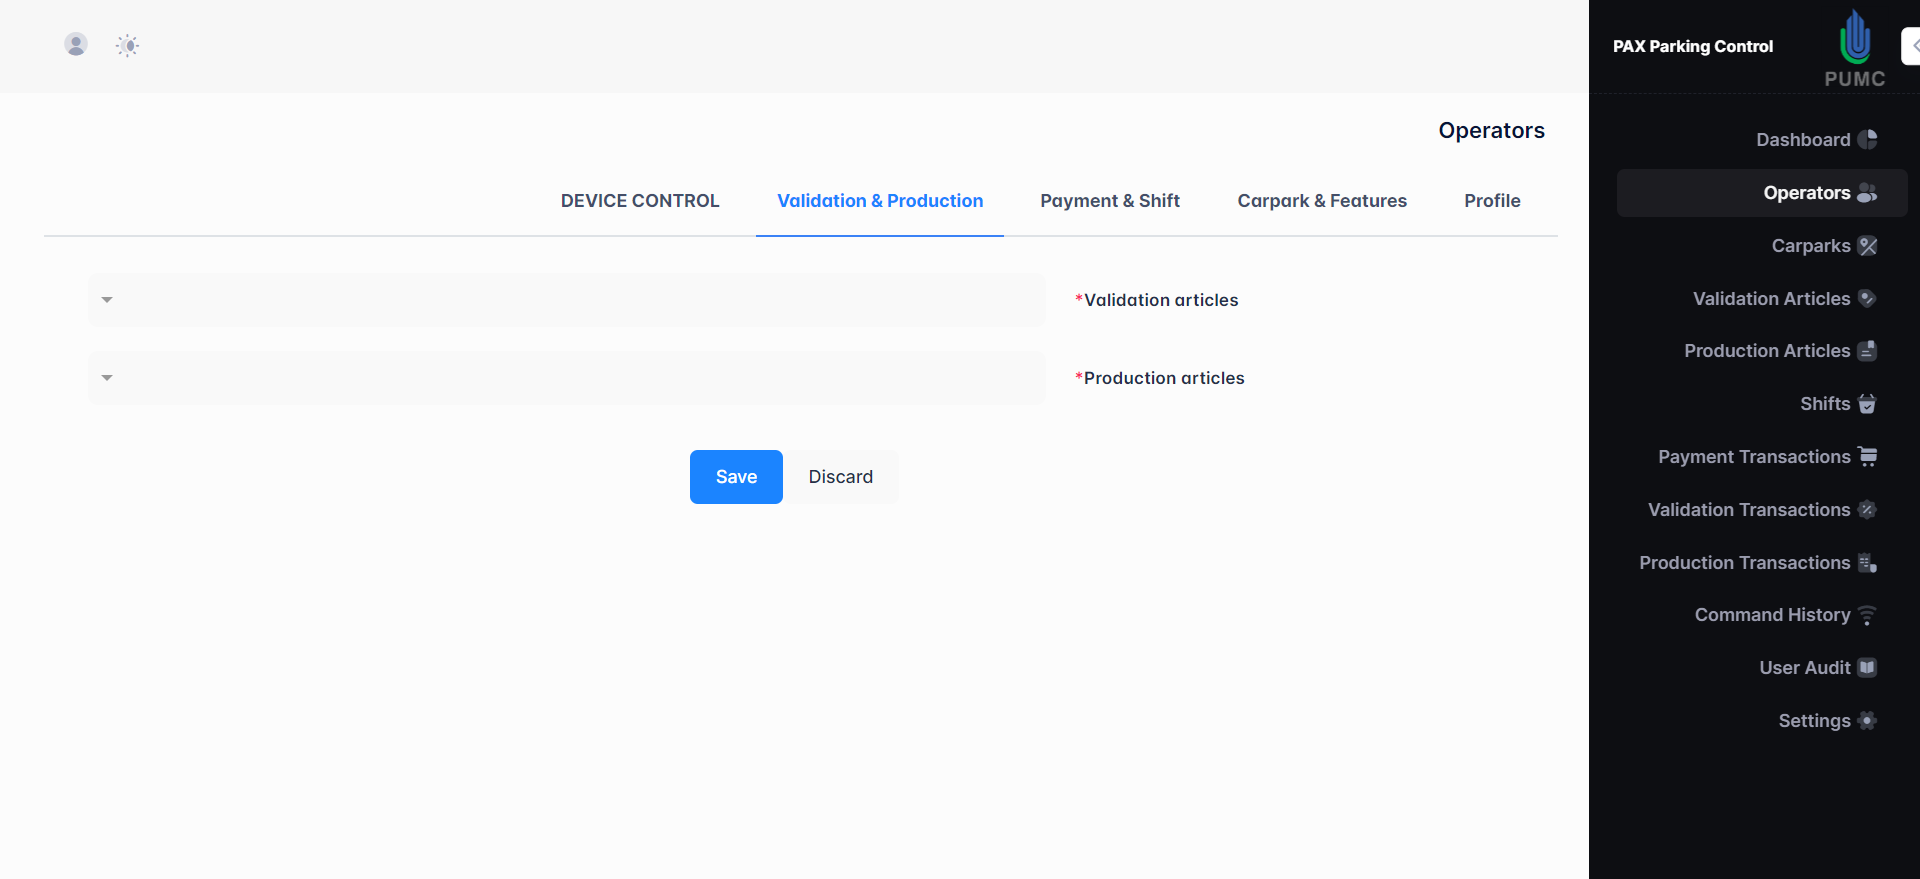 PAX Parking Control
PUMC
Dashboard
Operators
Carparks
Validation Articles
Production Articles
Shifts
Payment Transactions
Validation Transactions
Production Transactions
Command History
User Audit
Settings
Operators
DEVICE CONTROL
Validation & Production
Payment & Shift
Carpark & Features
Profile
*Validation articles
*Production articles
Save
Discard